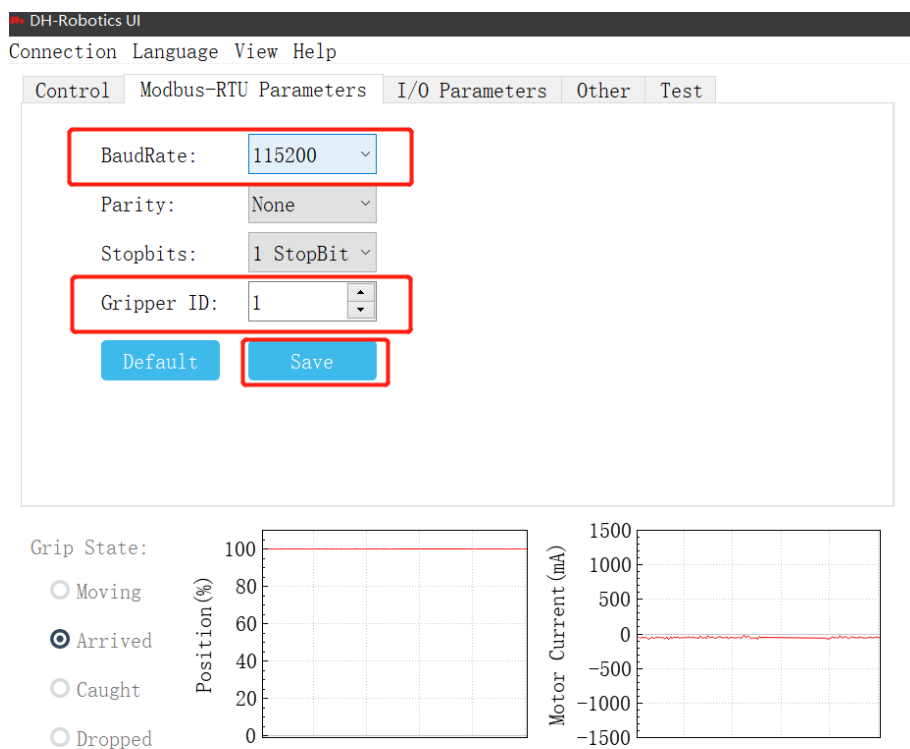 DH-Robotics UI
Connection Language View Help
Control Modbus-RTU Parameters I/O Parameters Other Test
BaudRate: 115200
Parity: None
Stopbits: 1 StopBit
Gripper ID: 1
Default Save
Grip State:
Moving
Arrived
Caught
Dropped
Position(%)
100
80
60
40
20
0
Motor Current(mA)
1500
1000
500
0
-500
-1000
-1500